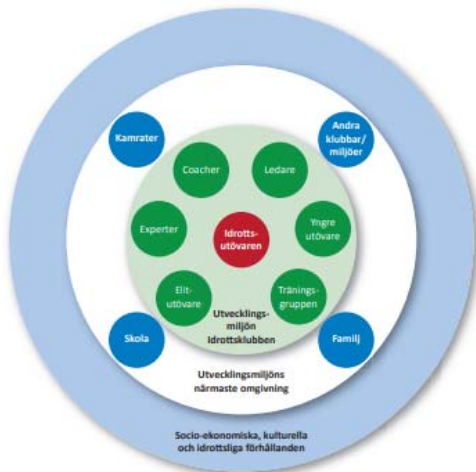 Kamrater
Andra
klubbar/
miljöer
Coacher
Ledare
Experter
Idrotts-
utövaren
Yngre
utövare
Elit-
utövare
Tränings-
gruppen
Utvecklings-
miljön
Idrottsklubben
Skola
Familj
Utvecklingsmiljöns
närmaste omgivning
Socio-ekonomiska, kulturella
och idrottsliga förhållanden